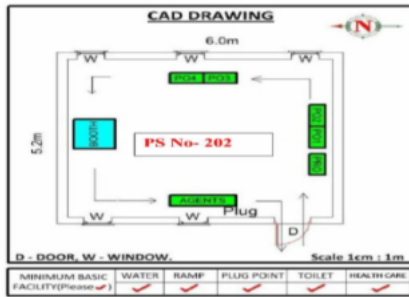 CAD DRAWING
N
6.0m
W W W
PO4 PO3
5.2m
BOOTH
PS No- 202
PO2
PO1
PRO
AGENTS
Plug
W W
D
D - DOOR, W - WINDOW.
Scale 1cm : 1m
MINIMUM BASIC FACILITY(Please✓) WATER RAMP PLUG POINT TOILET HEALTH CARE
✓ ✓ ✓ ✓ ✓